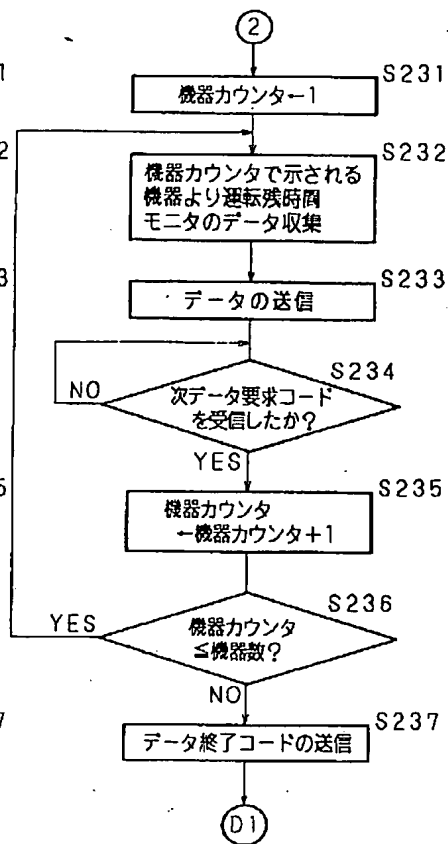 2
1
機器カウンタ←1
S231
2
S232
機器カウンタで示される
機器より運転残時間
モニタのデータ収集
3
データの送信
S233
S234
NO
次データ要求コード
を受信したか?
YES
5
S235
機器カウンタ
←機器カウンタ+1
S236
YES
機器カウンタ
≦機器数?
NO
7
データ終了コードの送信
S237
D1